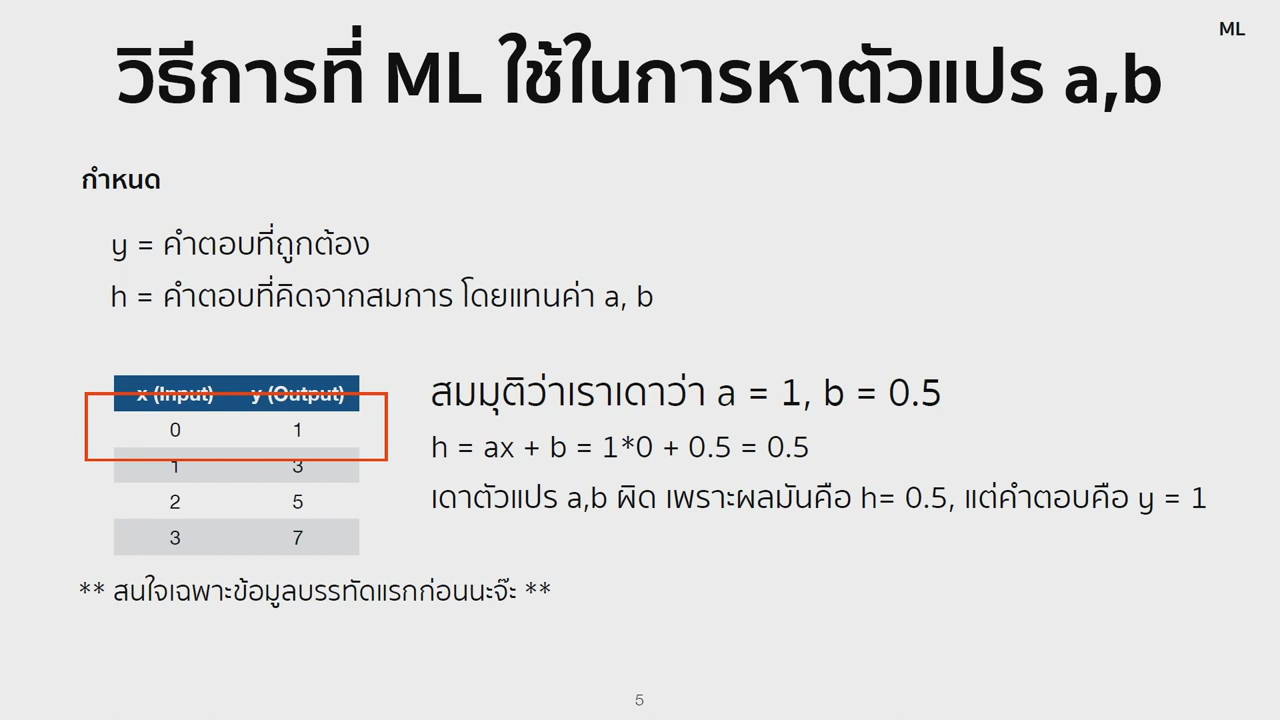 ML
วิธีการที่ ML ใช้ในการหาตัวแปร a,b
กำหนด
y = คำตอบที่ถูกต้อง
h = คำตอบที่คิดจากสมการ โดยแทนค่า a, b
x (Input) y (Output)
0 1
1 3
2 5
3 7
สมมุติว่าเราเดาว่า a = 1, b = 0.5
h = ax + b = 1*0 + 0.5 = 0.5
เดาตัวแปร a,b ผิด เพราะผลมันคือ h= 0.5, แต่คำตอบคือ y = 1
** สนใจเฉพาะข้อมูลบรรทัดแรกก่อนนะจ๊ะ **
5